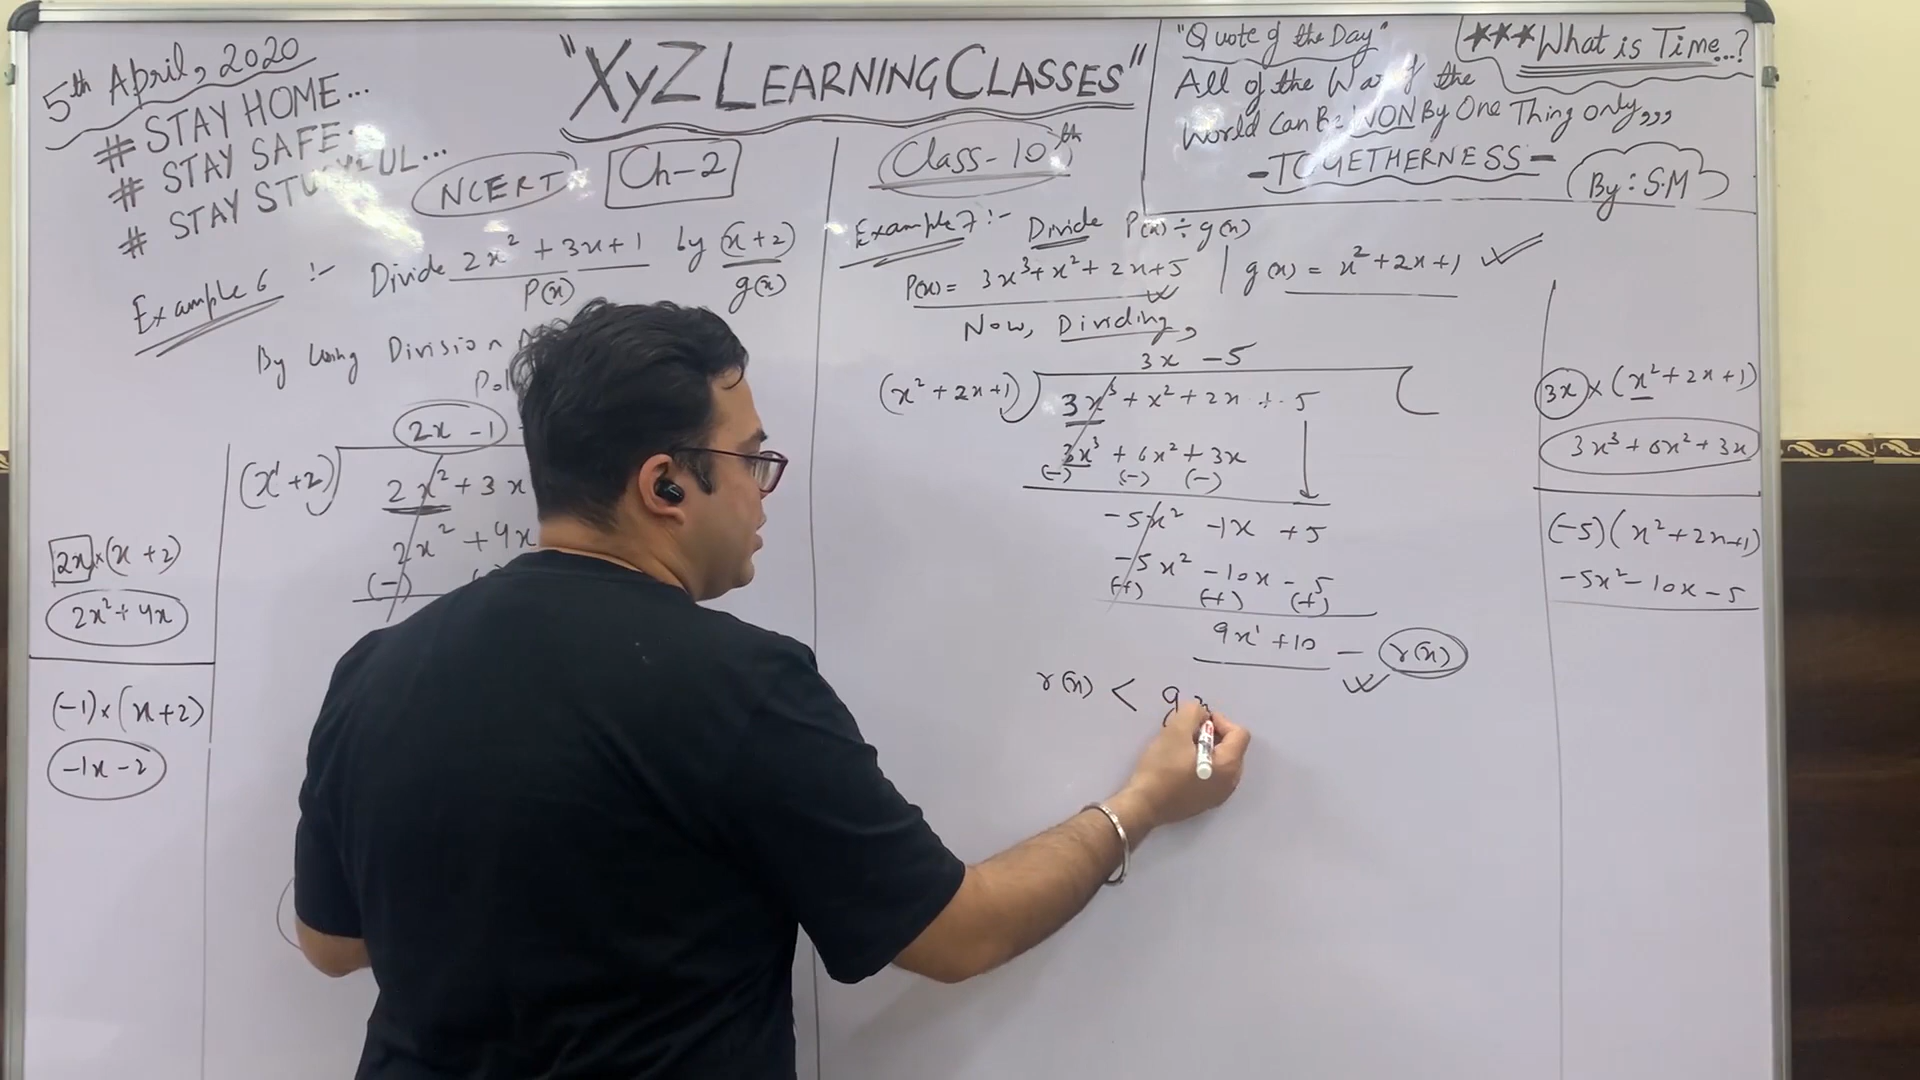 5th April, 2020
# STAY HOME...
# STAY SAFE.
# STAY
"XyZ LEARNING CLASSES"
"Quote of the Day"
All of the War of the
World Can Be WON By One Thing only,,,
- TOGETHERNESS -
*** What is Time...?
By : S.M
NCERT
Ch-2
Class-10th
Example 6 :- Divide 2x² + 3x + 1 by (x+2)
P(x) g(x)
By Using Division
2x - 1
(x¹+2) 2x² + 3x
2x² + 4x
(-)
2x×(x+2)
2x² + 4x
(-1)×(x+2)
-1x-2
Example 7 :- Divide P(x) ÷ g(x)
P(x) = 3x³ + x² + 2x + 5 | g(x) = x² + 2x + 1
Now, Dividing,
3x - 5
(x² + 2x + 1) 3x³ + x² + 2x + 5
3x³ + 6x² + 3x
(-) (-) (-)
-5x² -1x +5
-5x² -10x -5
(+) (+) (+)
9x¹ + 10 - r(x)
r(x) < g
3x × (x² + 2x + 1)
3x³ + 6x² + 3x
(-5)(x² + 2x + 1)
-5x² - 10x - 5